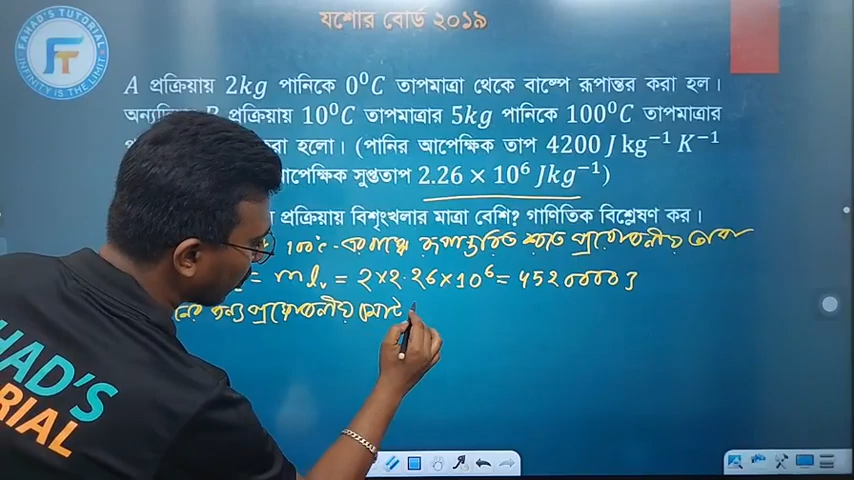 FAHAD'S TUTORIAL
INFINITY IS THE LIMIT
যশোর বোর্ড ২০১৯
A প্রক্রিয়ায় 2kg পানিকে 0⁰C তাপমাত্রা থেকে বাষ্পে রূপান্তর করা হল।
প্রক্রিয়ায় 10⁰C তাপমাত্রার 5kg পানিকে 100⁰C তাপমাত্রার
হলো। (পানির আপেক্ষিক তাপ 4200 J kg⁻¹ K⁻¹
আপেক্ষিক সুপ্ততাপ 2.26 × 10⁶ Jkg⁻¹)
প্রক্রিয়ায় বিশৃংখলার মাত্রা বেশি? গাণিতিক বিশ্লেষণ কর।
100°C রূপান্তরিত প্রয়োজনীয় তাপ
= mlᵥ = 2×2.26×10⁶ = 4520000 J
জন্য প্রয়োজনীয় মোট
HAD'S
RIAL